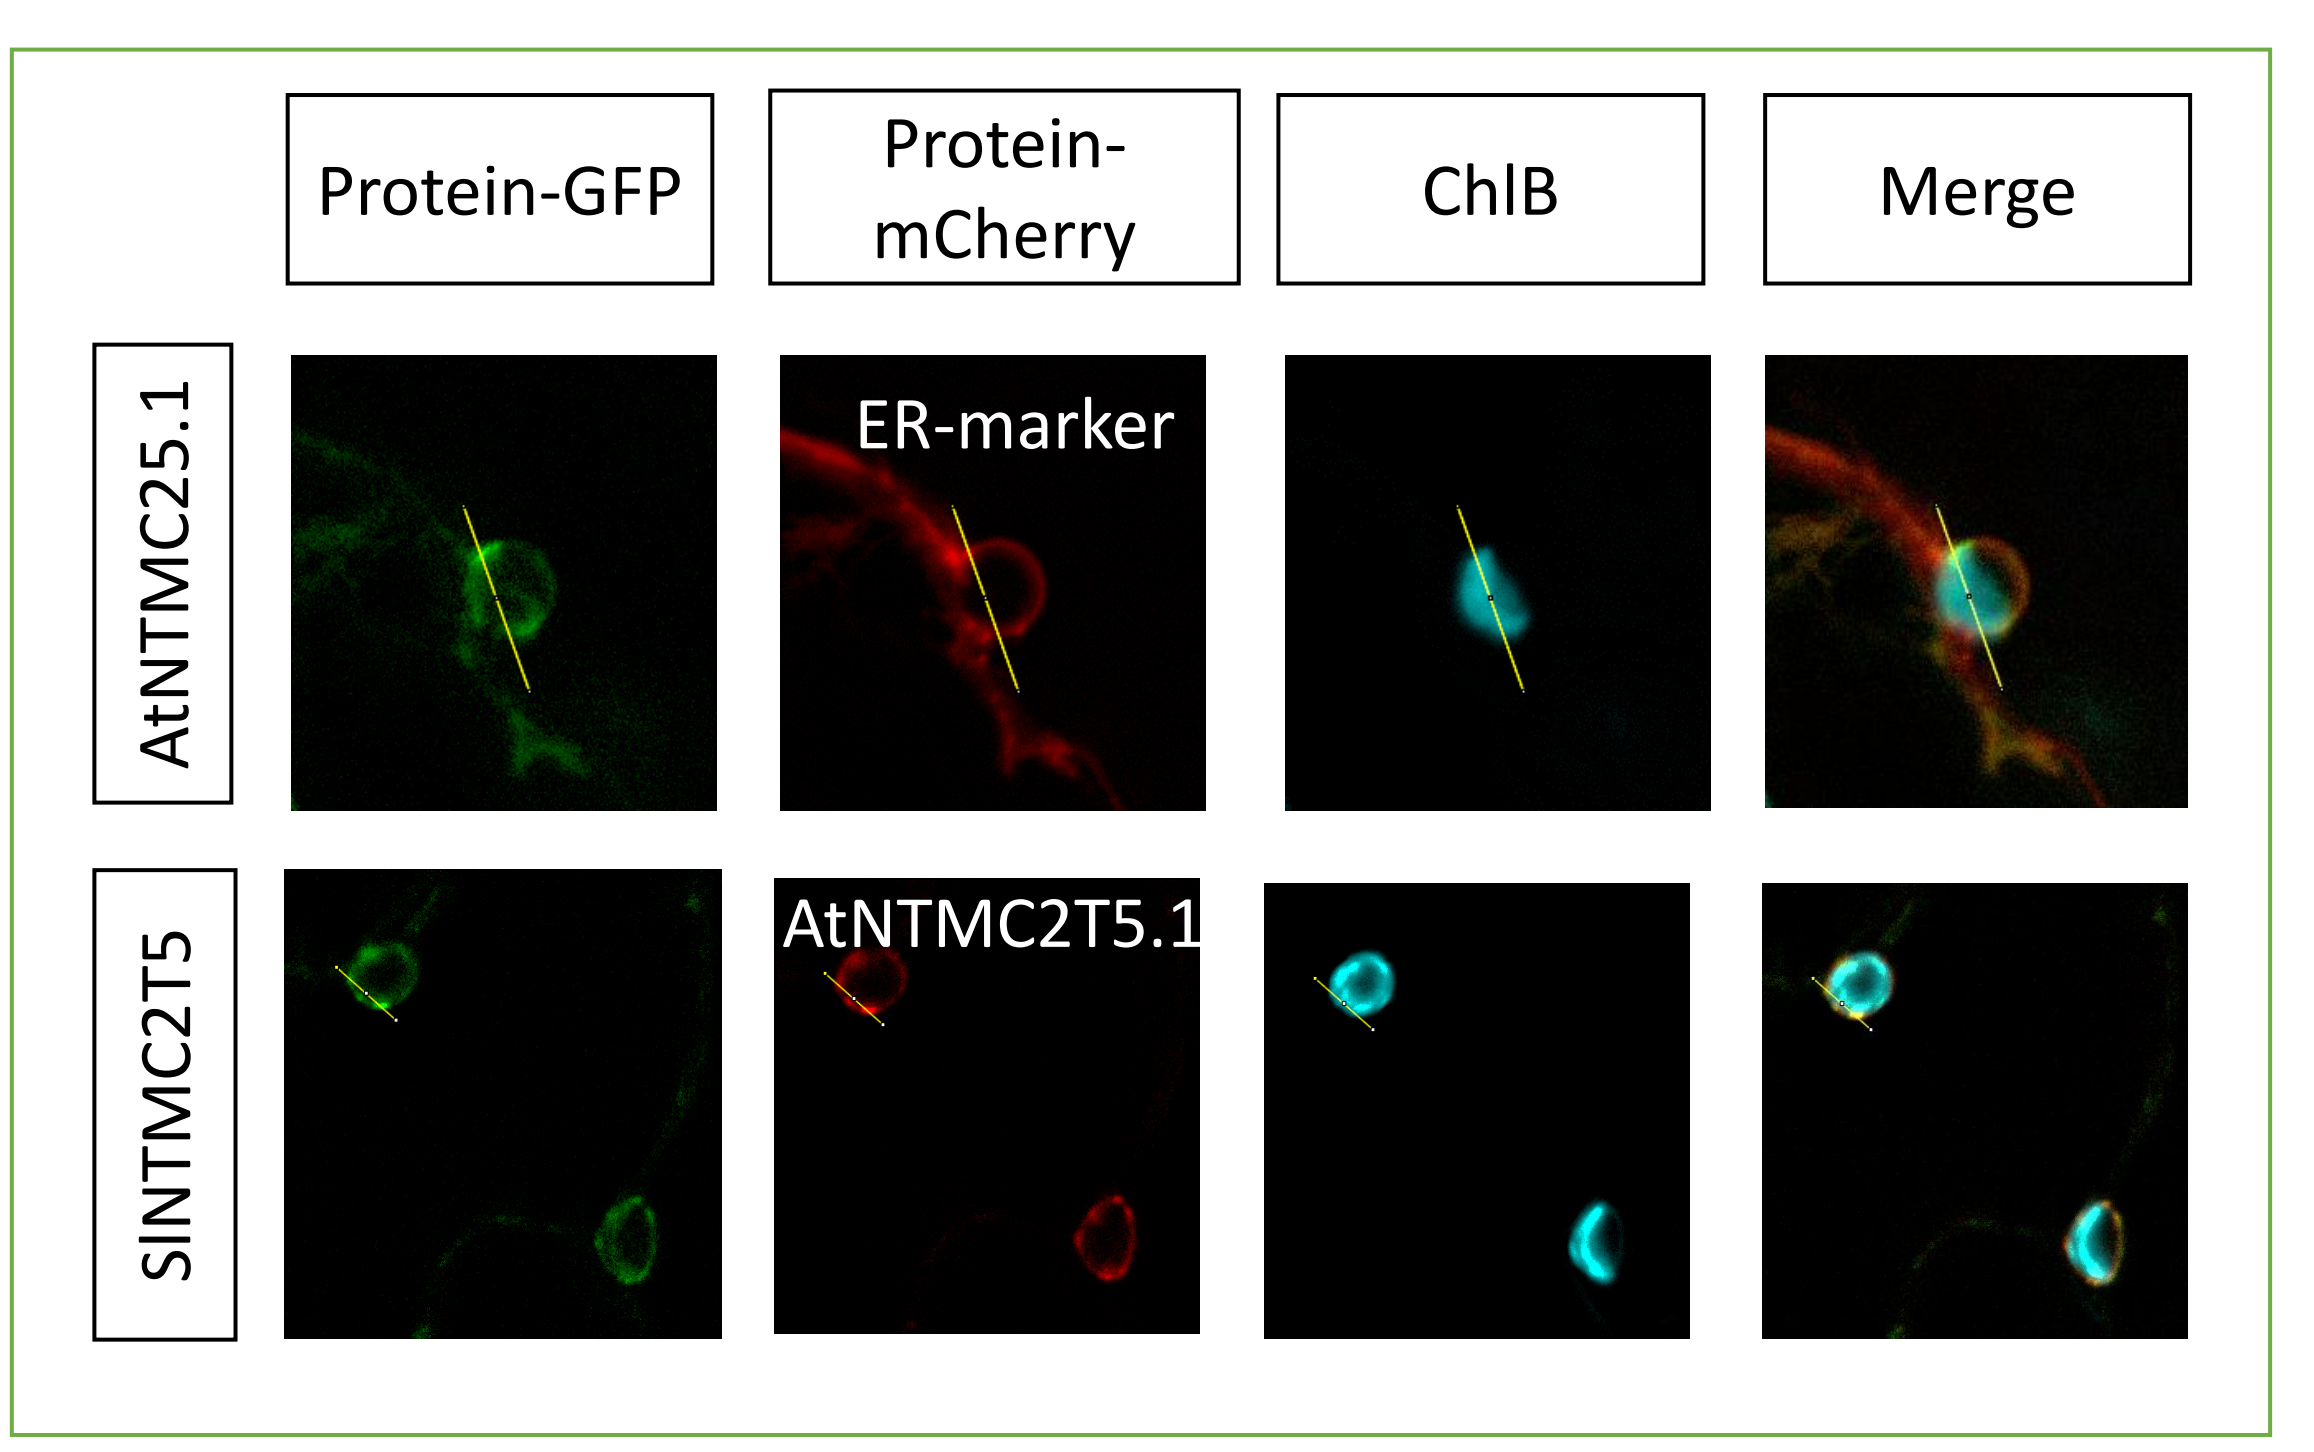 Protein-GFP
Protein-
mCherry
ChlB
Merge
AtNTMC25.1
ER-marker
SlNTMC2T5
AtNTMC2T5.1